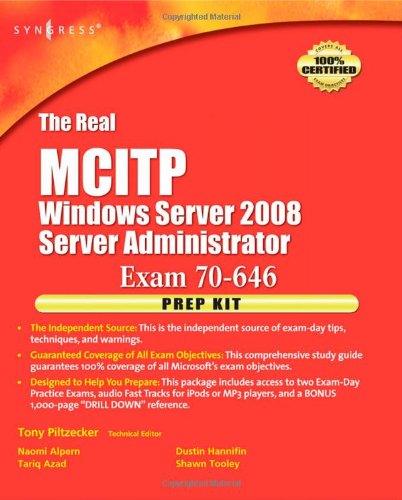 SYNGRESS®
COVERS ALL
100%
CERTIFIED
EXAM OBJECTIVES
The Real
MCITP
Windows Server 2008
Server Administrator
Exam 70-646
PREP KIT
• The Independent Source: This is the independent source of exam-day tips,
techniques, and warnings.
• Guaranteed Coverage of All Exam Objectives: This comprehensive study guide
guarantees 100% coverage of all Microsoft's exam objectives.
• Designed to Help You Prepare: This package includes access to two Exam-Day
Practice Exams, audio Fast Tracks for iPods or MP3 players, and a BONUS
1,000-page "DRILL DOWN" reference.
Tony Piltzecker Technical Editor
Naomi Alpern
Tariq Azad
Dustin Hannifin
Shawn Tooley